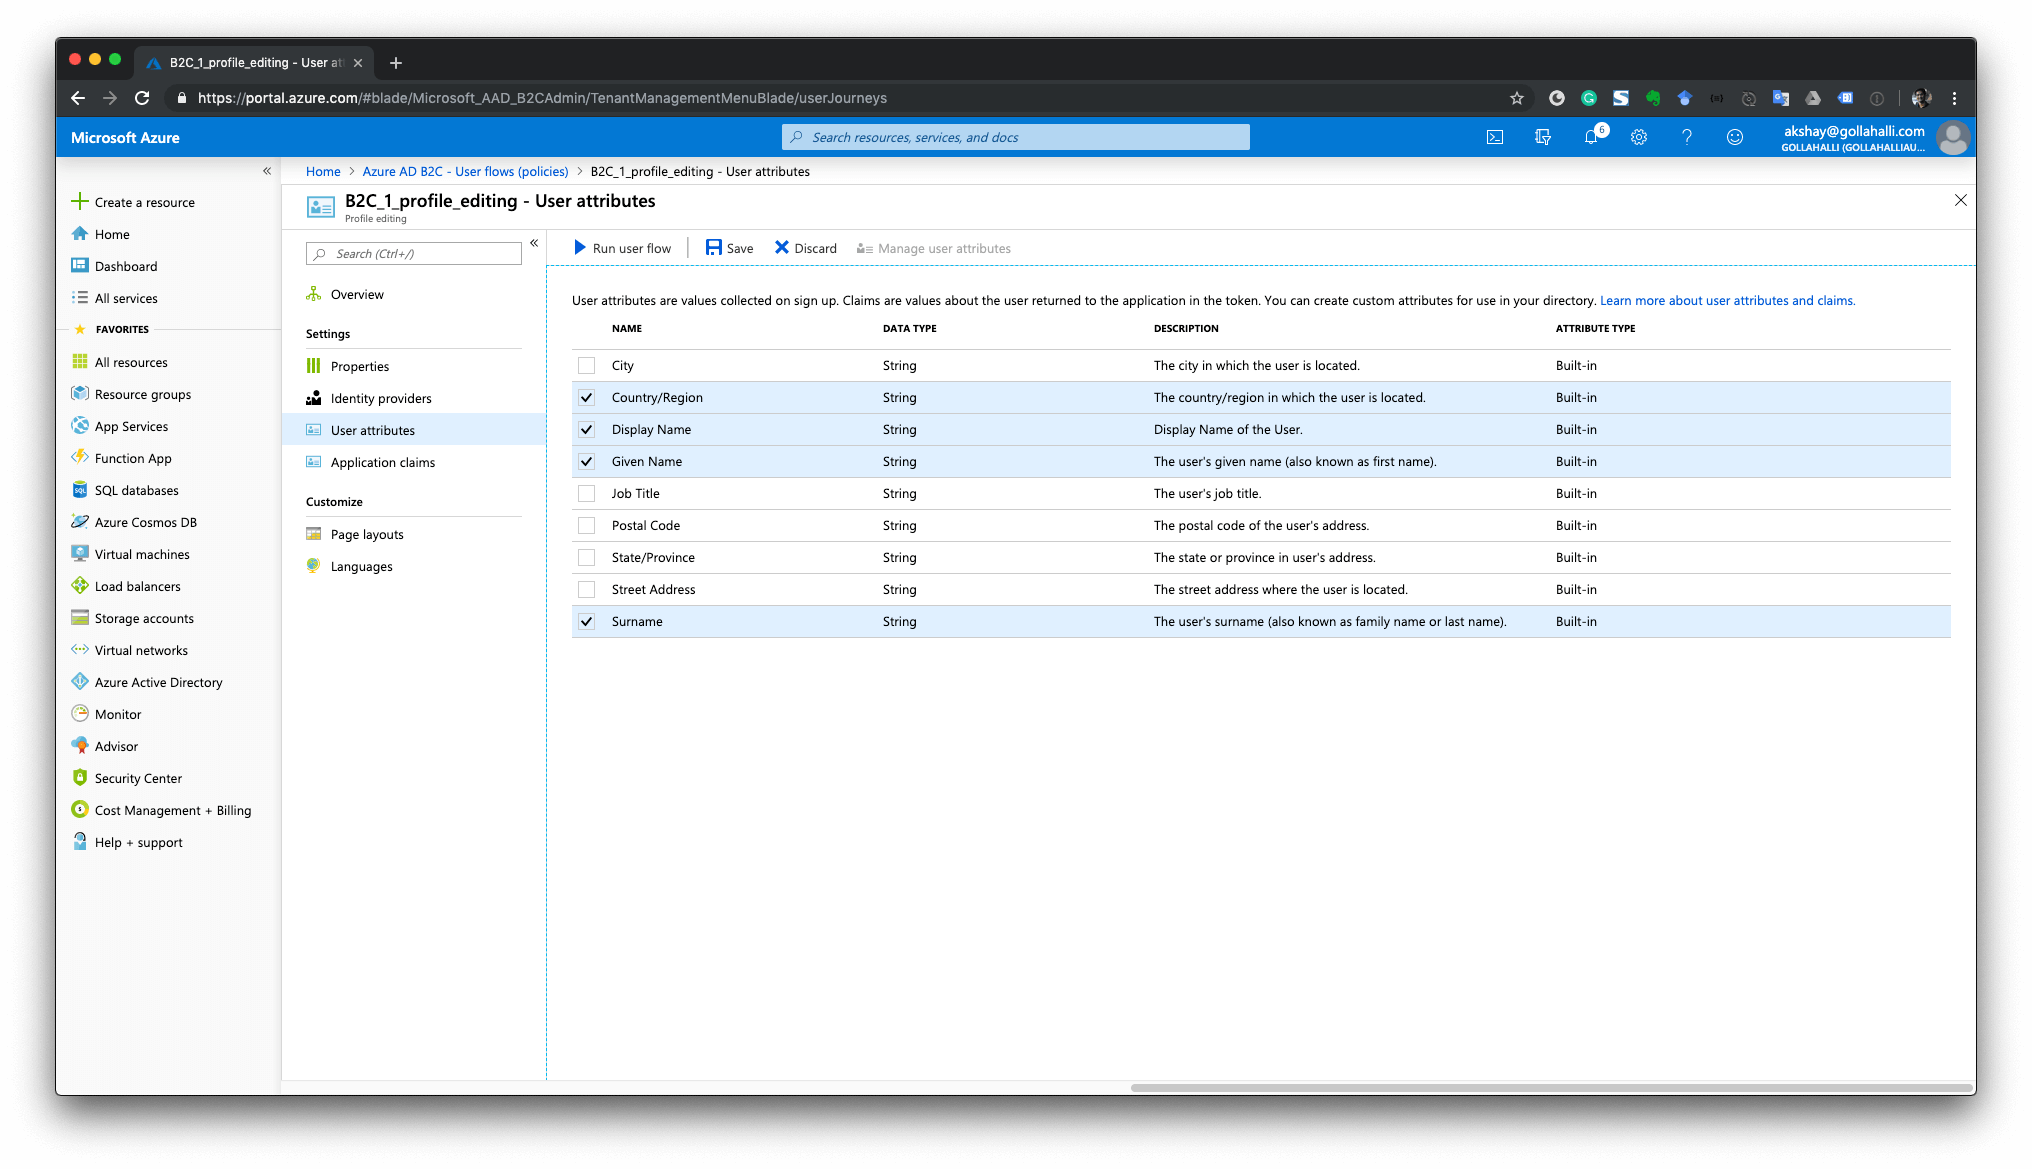 B2C_1_profile_editing - User at
https://portal.azure.com/#blade/Microsoft_AAD_B2CAdmin/TenantManagementMenuBlade/userJourneys
Microsoft Azure
Search resources, services, and docs
6
akshay@gollahalli.com
GOLLAHALLI (GOLLAHALLIAU...
Home > Azure AD B2C - User flows (policies) > B2C_1_profile_editing - User attributes
B2C_1_profile_editing - User attributes
Profile editing
Create a resource
Home
Dashboard
All services
FAVORITES
All resources
Resource groups
App Services
Function App
SQL databases
Azure Cosmos DB
Virtual machines
Load balancers
Storage accounts
Virtual networks
Azure Active Directory
Monitor
Advisor
Security Center
Cost Management + Billing
Help + support
Search (Ctrl+/)
Overview
Settings
Properties
Identity providers
User attributes
Application claims
Customize
Page layouts
Languages
Run user flow Save Discard Manage user attributes
User attributes are values collected on sign up. Claims are values about the user returned to the application in the token. You can create custom attributes for use in your directory. Learn more about user attributes and claims.
NAME DATA TYPE DESCRIPTION ATTRIBUTE TYPE
City String The city in which the user is located. Built-in
Country/Region String The country/region in which the user is located. Built-in
Display Name String Display Name of the User. Built-in
Given Name String The user's given name (also known as first name). Built-in
Job Title String The user's job title. Built-in
Postal Code String The postal code of the user's address. Built-in
State/Province String The state or province in user's address. Built-in
Street Address String The street address where the user is located. Built-in
Surname String The user's surname (also known as family name or last name). Built-in